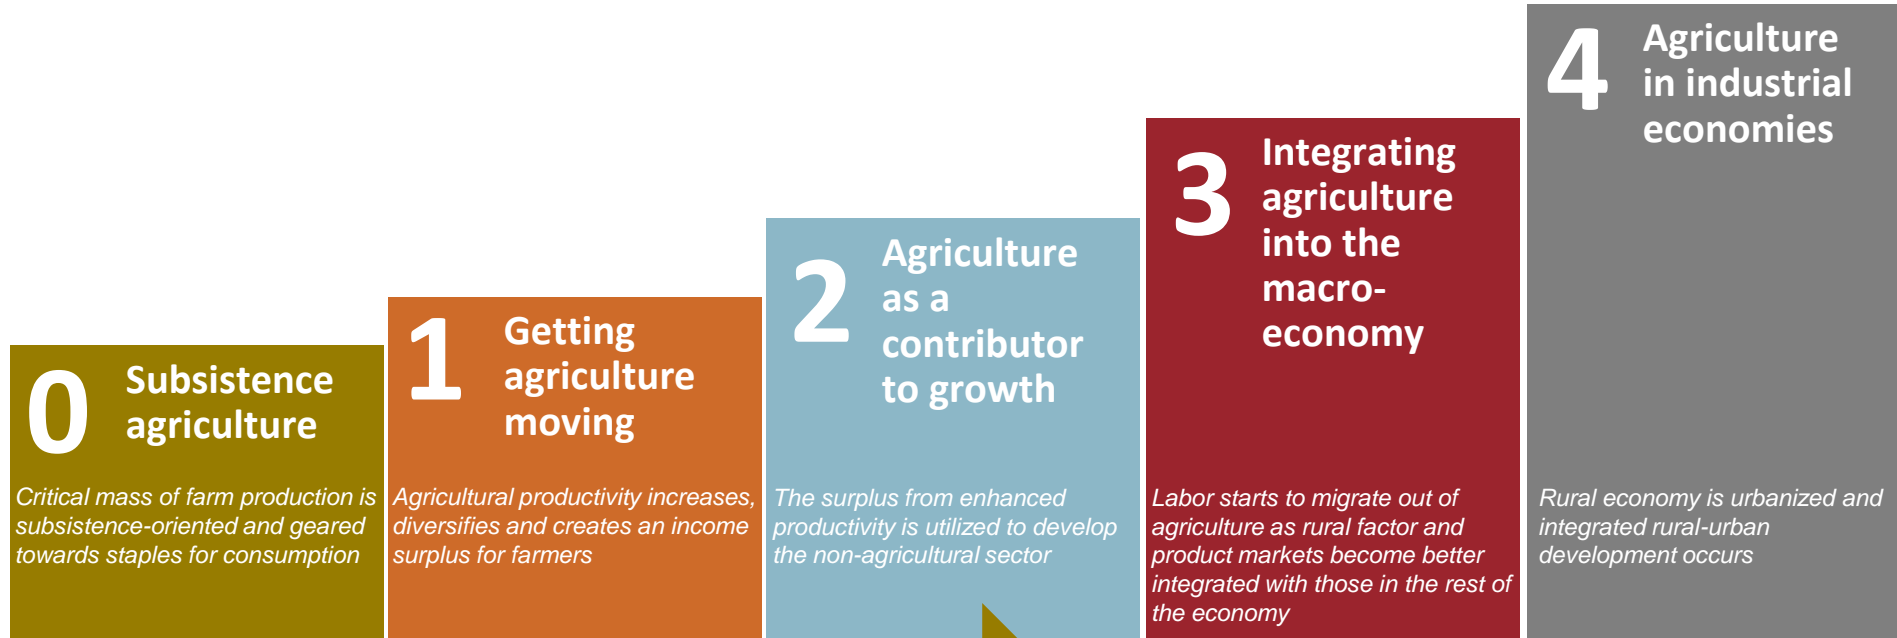 0
Subsistence
agriculture
Critical mass of farm production is
subsistence-oriented and geared
towards staples for consumption
1
Getting
agriculture
moving
Agricultural productivity increases,
diversifies and creates an income
surplus for farmers
2
Agriculture
as a
contributor
to growth
The surplus from enhanced
productivity is utilized to develop
the non-agricultural sector
3
Integrating
agriculture
into the
macro-
economy
Labor starts to migrate out of
agriculture as rural factor and
product markets become better
integrated with those in the rest of
the economy
4
Agriculture
in industrial
economies
Rural economy is urbanized and
integrated rural-urban
development occurs